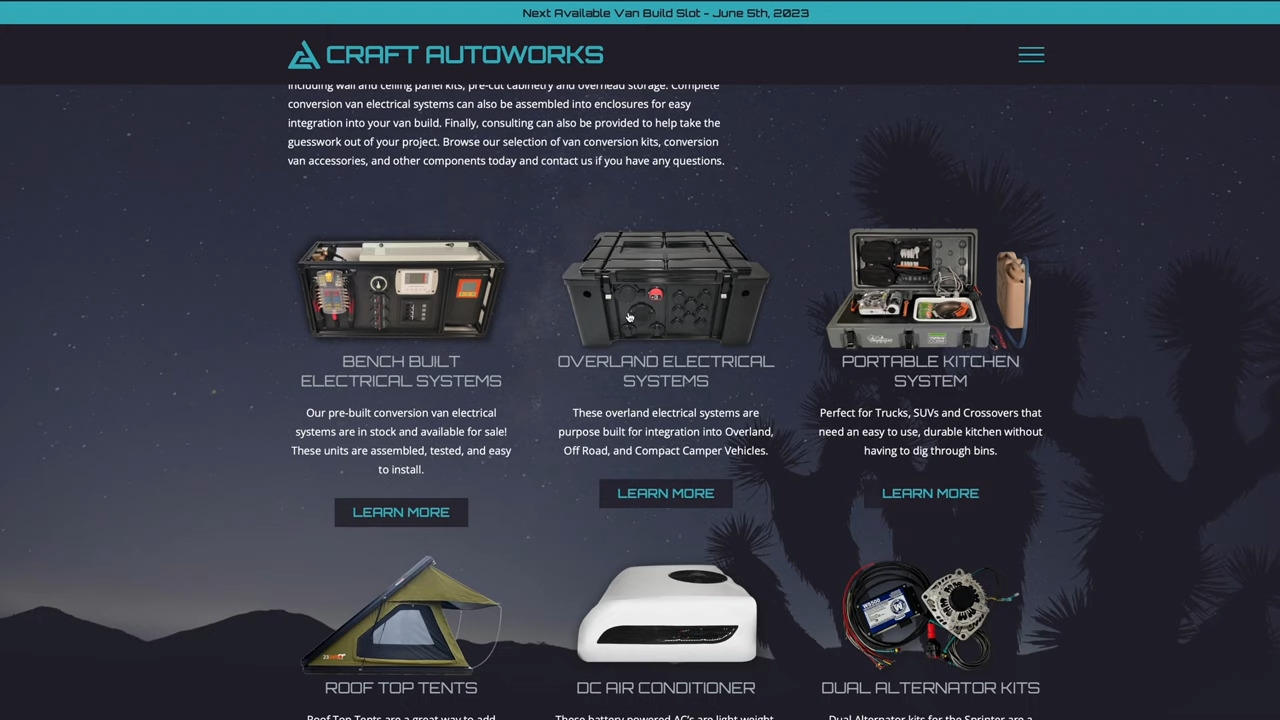 Next Available Van Build Slot - June 5th, 2023
CRAFT AUTOWORKS
including wall and ceiling panel kits, pre-cut cabinetry and overhead storage. Complete
conversion van electrical systems can also be assembled into enclosures for easy
integration into your van build. Finally, consulting can also be provided to help take the
guesswork out of your project. Browse our selection of van conversion kits, conversion
van accessories, and other components today and contact us if you have any questions.
BENCH BUILT
ELECTRICAL SYSTEMS
Our pre-built conversion van electrical
systems are in stock and available for sale!
These units are assembled, tested, and easy
to install.
LEARN MORE
OVERLAND ELECTRICAL
SYSTEMS
These overland electrical systems are
purpose built for integration into Overland,
Off Road, and Compact Camper Vehicles.
LEARN MORE
PORTABLE KITCHEN
SYSTEM
Perfect for Trucks, SUVs and Crossovers that
need an easy to use, durable kitchen without
having to dig through bins.
LEARN MORE
ROOF TOP TENTS
Roof Top Tents are a great way to add
DC AIR CONDITIONER
These battery powered AC's are light weight
WS500
DUAL ALTERNATOR KITS
Dual Alternator kits for the Sprinter are a